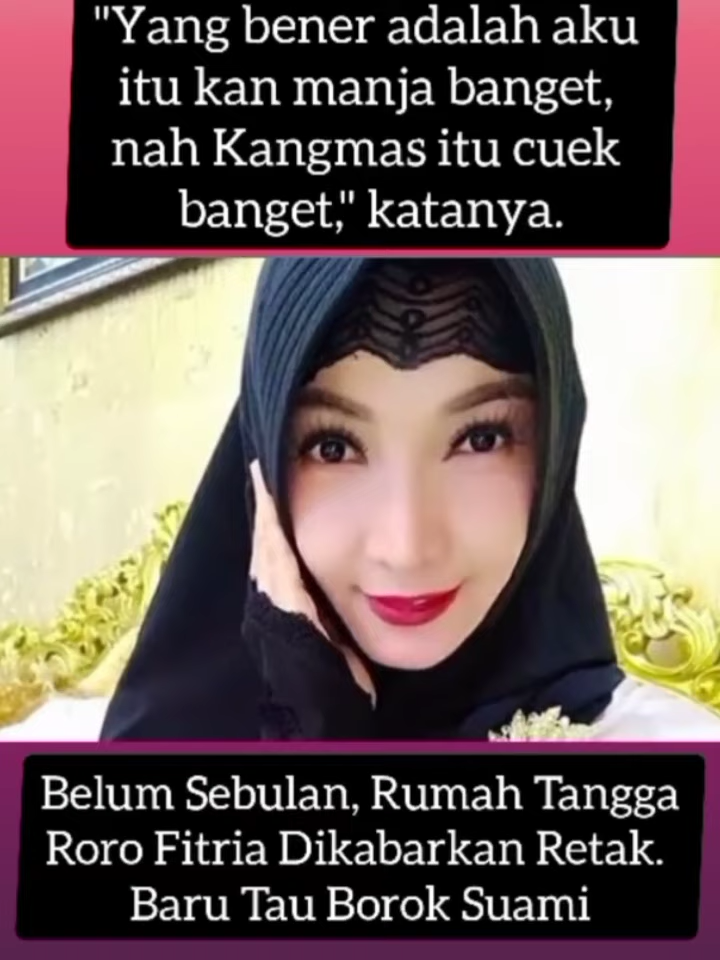 "Yang bener adalah aku
itu kan manja banget,
nah Kangmas itu cuek
banget," katanya.
Belum Sebulan, Rumah Tangga
Roro Fitria Dikabarkan Retak.
Baru Tau Borok Suami